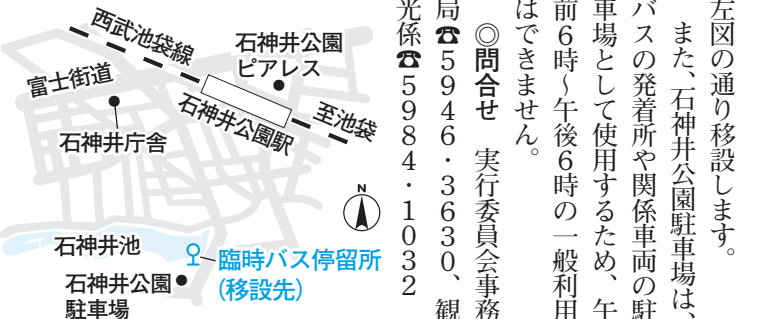 左図の通り移設します。
また、石神井公園駐車場は、
バスの発着所や関係車両の駐
車場として使用するため、午
前6時～午後6時の一般利用
はできません。
◎問合せ　実行委員会事務
局☎5946・3630、観
光係☎5984・1032
西武池袋線
石神井公園
ピアレス
富士街道
石神井公園駅
至池袋
石神井庁舎
N
石神井池
臨時バス停留所
(移設先)
石神井公園
駐車場